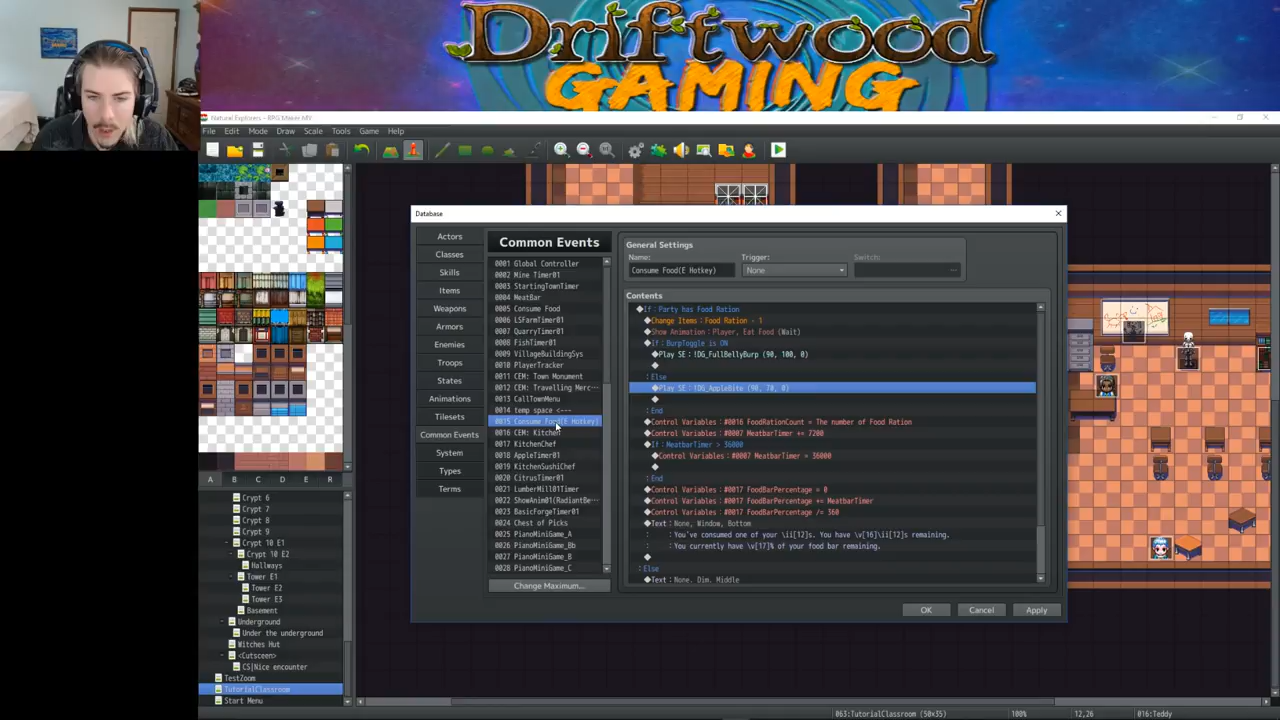 Driftwood
GAMING
Natural Explorers - RPG Maker MV
File Edit Mode Draw Scale Tools Game Help
Database
Actors
Classes
Skills
Items
Weapons
Armors
Enemies
Troops
States
Animations
Tilesets
Common Events
System
Types
Terms
Common Events
0001 Global Controller
0002 Mine Timer01
0003 StartingTownTimer
0004 MeatBar
0005 Consume Food
0006 LSFarmTimer01
0007 QuarryTimer01
0008 FishTimer01
0009 VillageBuildingSys
0010 PlayerTracker
0011 CEM: Town Monument
0012 CEM: Travelling Merc...
0013 CallTownMenu
0014 temp space <---
0015 Consume Food(E Hotkey)
0016 CEM: Kitchen
0017 KitchenChef
0018 AppleTimer01
0019 KitchenSushiChef
0020 CitrusTimer01
0021 LumberMill01Timer
0022 ShowAnim01(RadiantBe...
0023 BasicForgeTimer01
0024 Chest of Picks
0025 PianoMiniGame_A
0026 PianoMiniGame_Bb
0027 PianoMiniGame_B
0028 PianoMiniGame_C
Change Maximum...
General Settings
Name: Trigger: Switch:
Consume Food(E Hotkey) None
Contents
◆If：Party has Food Ration
◆Change Items：Food Ration - 1
◆Show Animation：Player, Eat Food (Wait)
◆If：BurpToggle is ON
◆Play SE：!DG_FullBellyBurp (90, 100, 0)
◆
：Else
◆Play SE：!DG_AppleBite (90, 70, 0)
◆
：End
◆Control Variables：#0016 FoodRationCount = The number of Food Ration
◆Control Variables：#0007 MeatbarTimer += 7200
◆If：MeatbarTimer > 36000
◆Control Variables：#0007 MeatbarTimer = 36000
◆
：End
◆Control Variables：#0017 FoodBarPercentage = 0
◆Control Variables：#0017 FoodBarPercentage += MeatbarTimer
◆Control Variables：#0017 FoodBarPercentage /= 360
◆Text：None, Window, Bottom
：    ：You've consumed one of your \ii[12]s. You have \v[16]\ii[12]s remaining.
：    ：You currently have \v[17]% of your food bar remaining.
◆
：Else
◆Text：None, Dim, Middle
OK Cancel Apply
A B C D E R
Crypt 6
Crypt 7
Crypt 8
Crypt 9
Crypt 10 E1
Crypt 10 E2
Hallways
Tower E1
Tower E2
Tower E3
Basement
Underground
Under the underground
Witches Hut
<Cutsceen>
CS|Nice encounter
TestZoom
TutorialClassroom
Start Menu
063:TutorialClassroom (50×35) 100% 12,26 016:Teddy